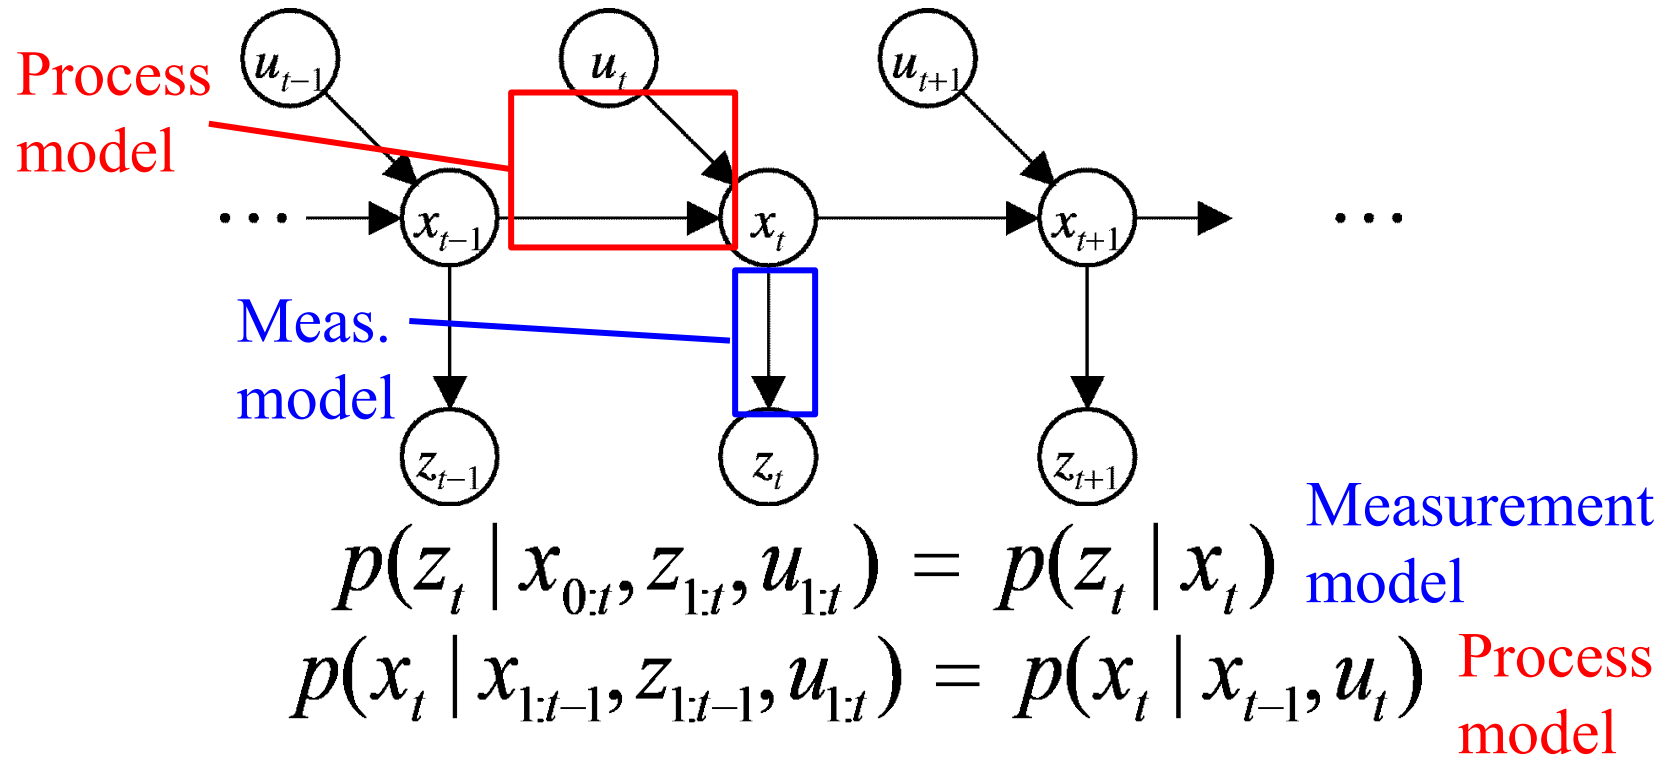 Process
model
u_{t−1}
u_t
u_{t+1}
··· x_{t−1} x_t x_{t+1} ···
Meas.
model
z_{t−1} z_t z_{t+1}
p(z_t | x_{0:t}, z_{1:t}, u_{1:t}) = p(z_t | x_t)
Measurement
model
p(x_t | x_{1:t−1}, z_{1:t−1}, u_{1:t}) = p(x_t | x_{t−1}, u_t)
Process
model